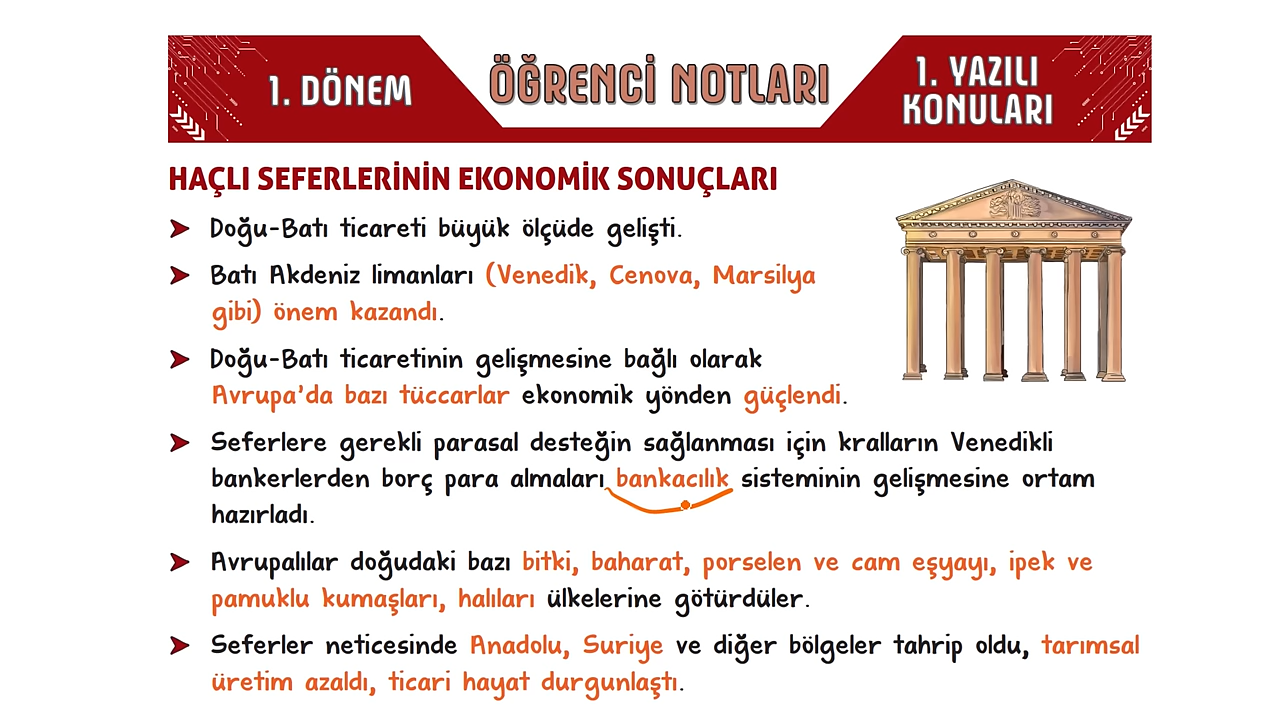 1. DÖNEM
ÖĞRENCİ NOTLARI
1. YAZILI
KONULARI
HAÇLI SEFERLERİNİN EKONOMİK SONUÇLARI
Doğu-Batı ticareti büyük ölçüde gelişti.
Batı Akdeniz limanları (Venedik, Cenova, Marsilya
gibi) önem kazandı.
Doğu-Batı ticaretinin gelişmesine bağlı olarak
Avrupa'da bazı tüccarlar ekonomik yönden güçlendi.
Seferlere gerekli parasal desteğin sağlanması için kralların Venedikli
bankerlerden borç para almaları bankacılık sisteminin gelişmesine ortam
hazırladı.
Avrupalılar doğudaki bazı bitki, baharat, porselen ve cam eşyayı, ipek ve
pamuklu kumaşları, halıları ülkelerine götürdüler.
Seferler neticesinde Anadolu, Suriye ve diğer bölgeler tahrip oldu, tarımsal
üretim azaldı, ticari hayat durgunlaştı.